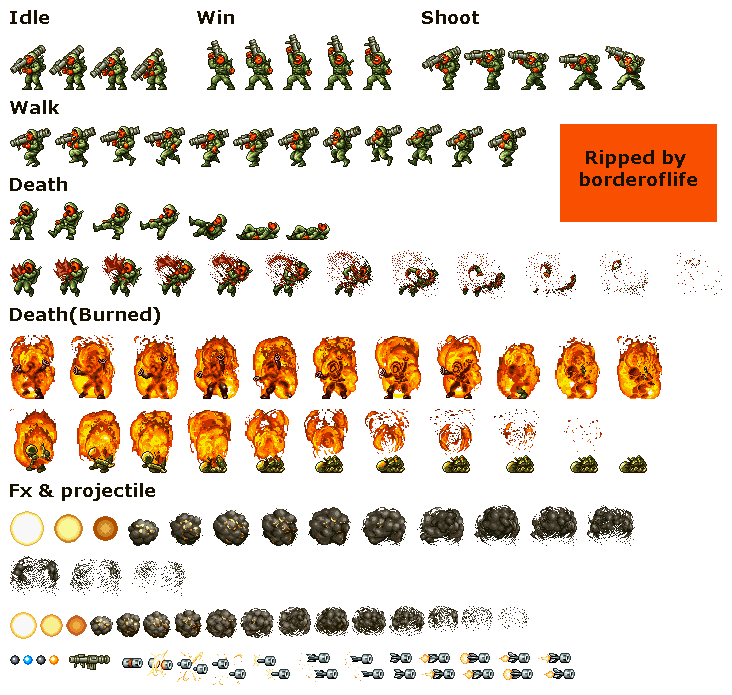 Idle
Win
Shoot
Walk
Ripped by
borderoflife
Death
Death(Burned)
Fx & projectile